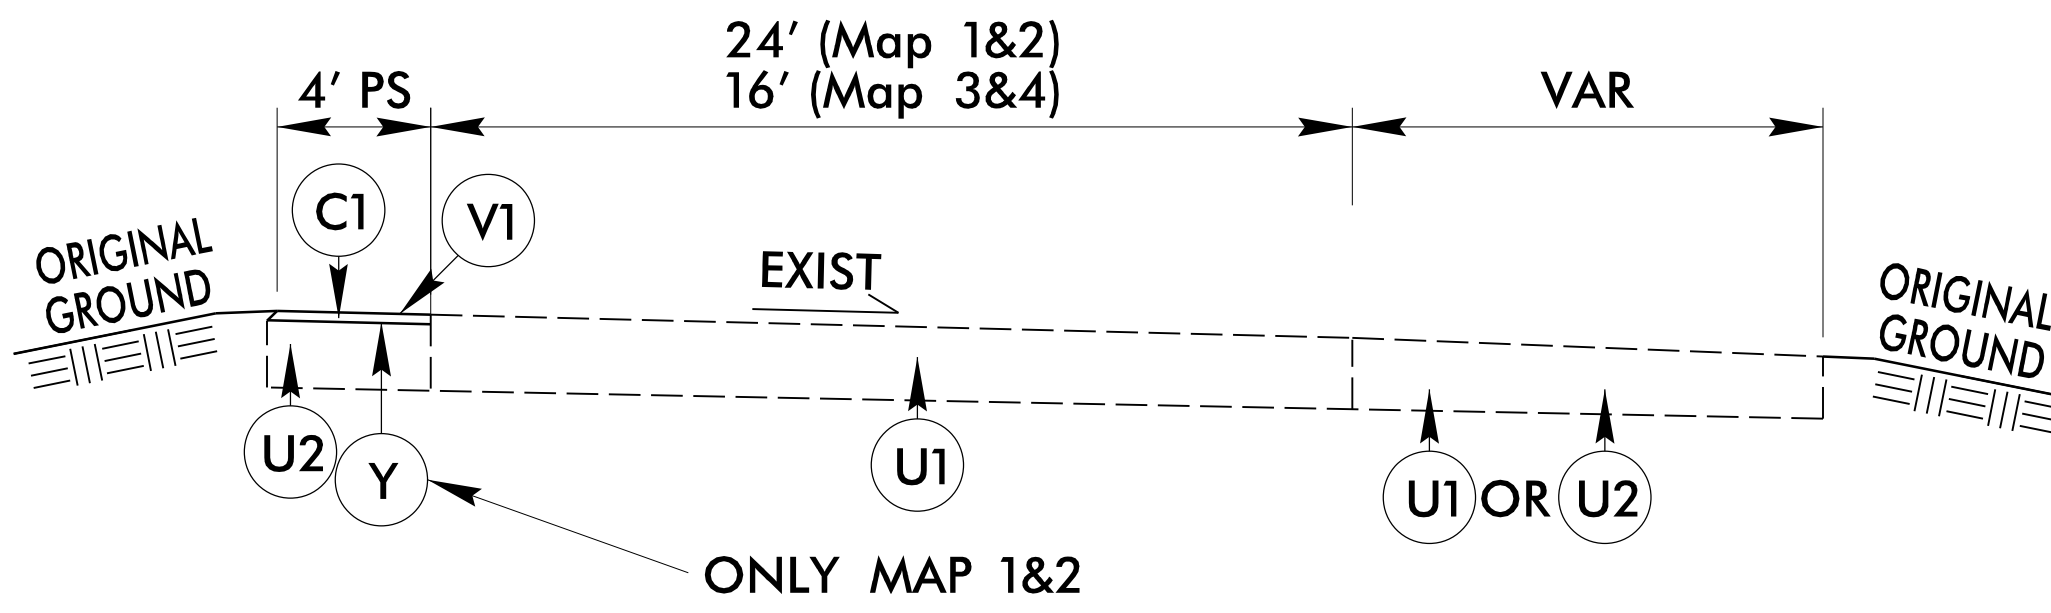 24' (Map 1&2)
4' PS
16' (Map 3&4)
VAR
C1
V1
ORIGINAL
GROUND
EXIST
ORIGINAL
GROUND
U2
Y
U1
U1 OR U2
ONLY MAP 1&2